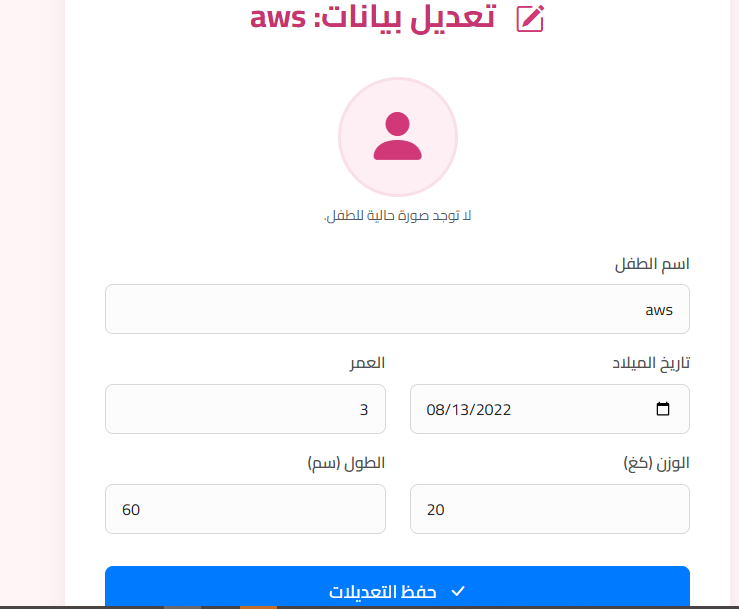 تعديل بيانات: aws
لا توجد صورة حالية للطفل.
اسم الطفل
aws
تاريخ الميلاد
08/13/2022
العمر
3
الوزن (كغ)
20
الطول (سم)
60
حفظ التعديلات